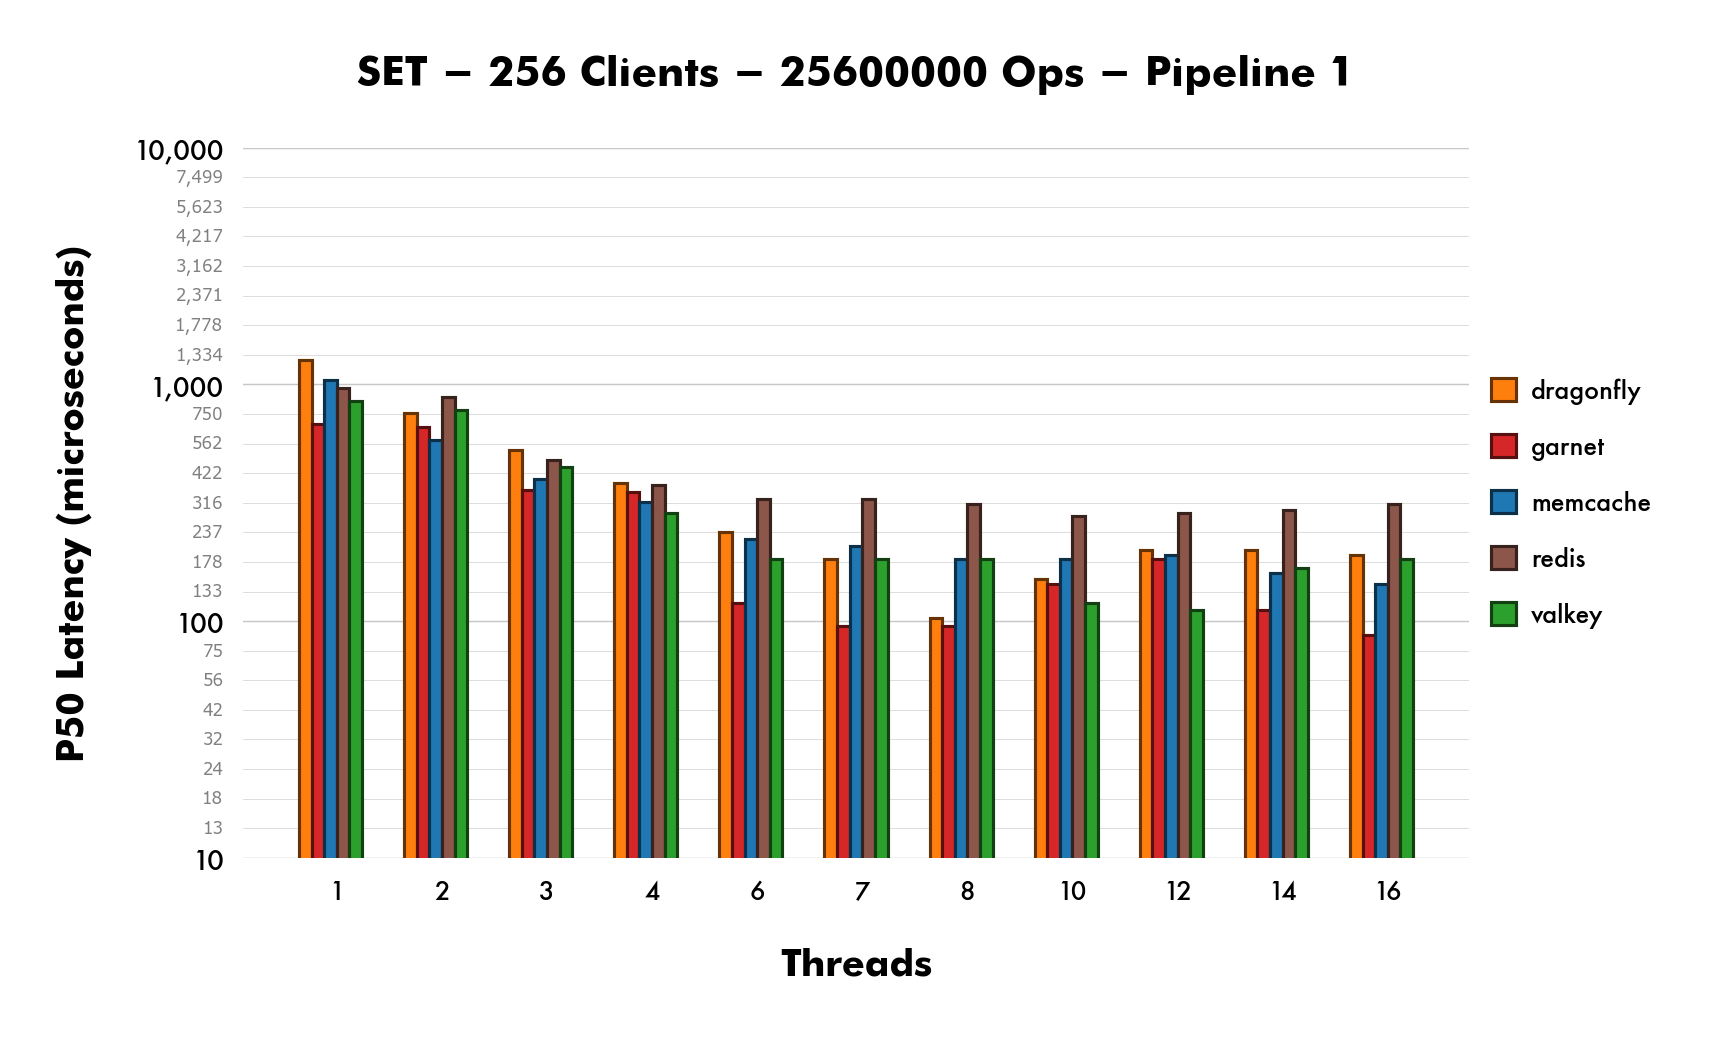 SET – 256 Clients – 25600000 Ops – Pipeline 1
P50 Latency (microseconds)
10,000
7,499
5,623
4,217
3,162
2,371
1,778
1,334
1,000
750
562
422
316
237
178
133
100
75
56
42
32
24
18
13
10
1 2 3 4 6 7 8 10 12 14 16
Threads
dragonfly
garnet
memcache
redis
valkey